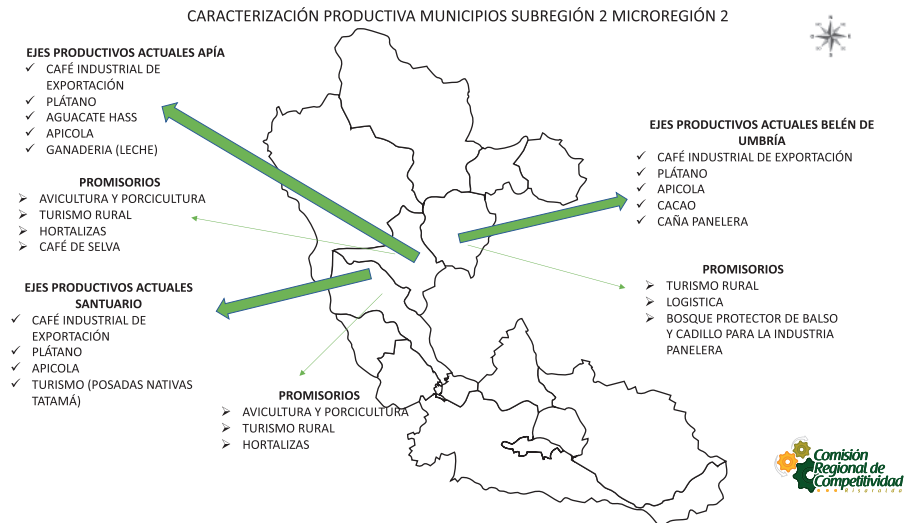 CARACTERIZACIÓN PRODUCTIVA MUNICIPIOS SUBREGIÓN 2 MICROREGIÓN 2
EJES PRODUCTIVOS ACTUALES APÍA
CAFÉ INDUSTRIAL DE
EXPORTACIÓN
PLÁTANO
AGUACATE HASS
APICOLA
GANADERIA (LECHE)
PROMISORIOS
AVICULTURA Y PORCICULTURA
TURISMO RURAL
HORTALIZAS
CAFÉ DE SELVA
EJES PRODUCTIVOS ACTUALES
SANTUARIO
CAFÉ INDUSTRIAL DE
EXPORTACIÓN
PLÁTANO
APICOLA
TURISMO (POSADAS NATIVAS
TATAMÁ)
PROMISORIOS
AVICULTURA Y PORCICULTURA
TURISMO RURAL
HORTALIZAS
EJES PRODUCTIVOS ACTUALES BELÉN DE
UMBRÍA
CAFÉ INDUSTRIAL DE EXPORTACIÓN
PLÁTANO
APICOLA
CACAO
CAÑA PANELERA
PROMISORIOS
TURISMO RURAL
LOGISTICA
BOSQUE PROTECTOR DE BALSO
Y CADILLO PARA LA INDUSTRIA
PANELERA
Comisión
Regional de
Competitividad
Risaralda